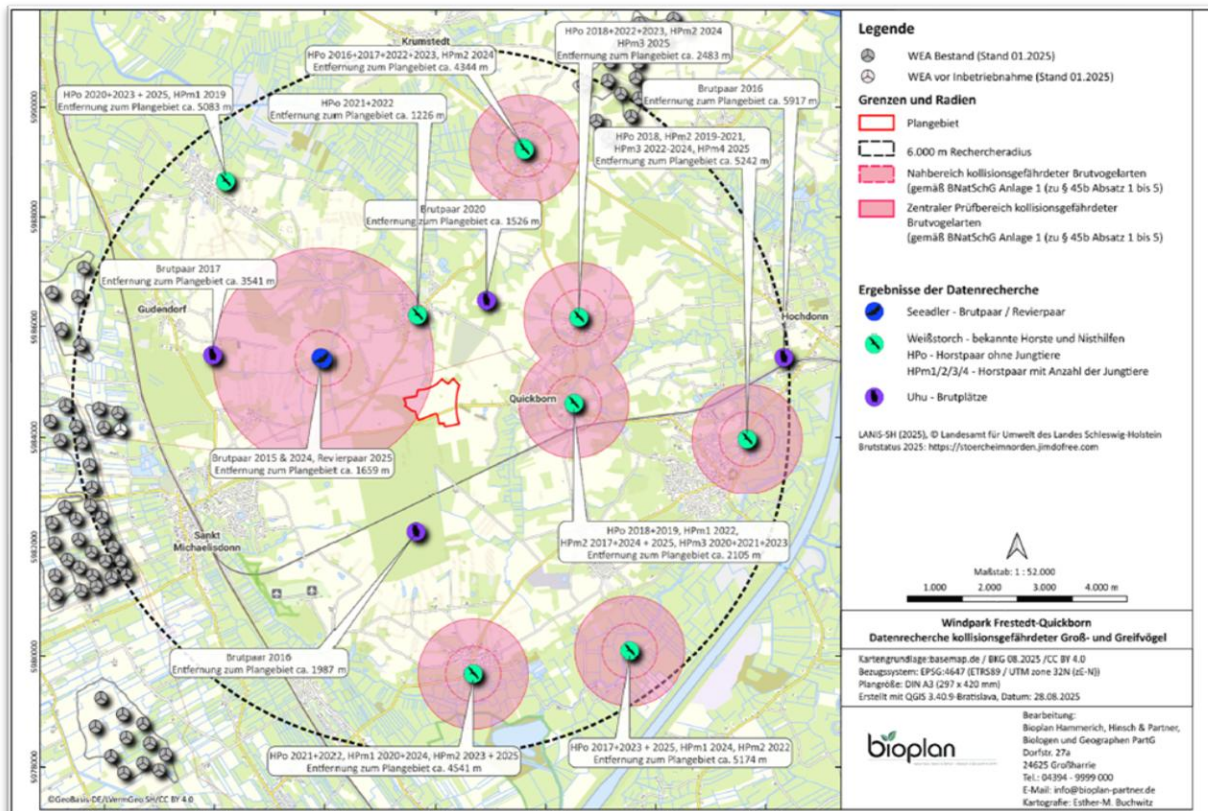 Krumstedt
HPo 2018+2022+2023, HPm2 2024
HPm3 2025
Entfernung zum Plangebiet ca. 2483 m
HPo 2016+2017+2022+2023, HPm2 2024
Entfernung zum Plangebiet ca. 4344 m
HPo 2020+2023 + 2025, HPm1 2019
Entfernung zum Plangebiet ca. 5083 m
HPo 2021+2022
Entfernung zum Plangebiet ca. 1226 m
Brutpaar 2016
Entfernung zum Plangebiet ca. 5917 m
HPo 2018, HPm2 2019-2021,
HPm3 2022-2024, HPm4 2025
Entfernung zum Plangebiet ca. 5242 m
Brutpaar 2020
Entfernung zum Plangebiet ca. 1526 m
Brutpaar 2017
Entfernung zum Plangebiet ca. 3541 m
Gudendorf
Hochdonn
Quickborn
Brutpaar 2015 & 2024, Revierpaar 2025
Entfernung zum Plangebiet ca. 1659 m
Sankt
Michaelisdonn
HPo 2018+2019, HPm1 2022,
HPm2 2017+2024 + 2025, HPm3 2020+2021+2023
Entfernung zum Plangebiet ca. 2105 m
Brutpaar 2016
Entfernung zum Plangebiet ca. 1987 m
HPo 2021+2022, HPm1 2020+2024, HPm2 2023 + 2025
Entfernung zum Plangebiet ca. 4541 m
HPo 2017+2023 + 2025, HPm1 2024, HPm2 2022
Entfernung zum Plangebiet ca. 5174 m
5990000
5988000
5986000
5984000
5982000
5980000
5978000
©GeoBasis-DE/LVermGeo SH/CC BY 4.0
Legende
WEA Bestand (Stand 01.2025)
WEA vor Inbetriebnahme (Stand 01.2025)
Grenzen und Radien
Plangebiet
6.000 m Rechercheradius
Nahbereich kollisionsgefährdeter Brutvogelarten
(gemäß BNatSchG Anlage 1 (zu § 45b Absatz 1 bis 5)
Zentraler Prüfbereich kollisionsgefährdeter
Brutvogelarten
(gemäß BNatSchG Anlage 1 (zu § 45b Absatz 1 bis 5)
Ergebnisse der Datenrecherche
Seeadler - Brutpaar / Revierpaar
Weißstorch - bekannte Horste und Nisthilfen
HPo - Horstpaar ohne Jungtiere
HPm1/2/3/4 - Horstpaar mit Anzahl der Jungtiere
Uhu - Brutplätze
LANIS-SH (2025), © Landesamt für Umwelt des Landes Schleswig-Holstein
Brutstatus 2025: https://stoercheimnorden.jimdofree.com
Maßstab: 1 : 52.000
1.000 2.000 3.000 4.000 m
Windpark Frestedt-Quickborn
Datenrecherche kollisionsgefährdeter Groß- und Greifvögel
Kartengrundlage:basemap.de / BKG 08.2025 /CC BY 4.0
Bezugssystem: EPSG:4647 (ETRS89 / UTM zone 32N (zE-N))
Plangröße: DIN A3 (297 x 420 mm)
Erstellt mit QGIS 3.40.9-Bratislava, Datum: 28.08.2025
bioplan
Bearbeitung:
Bioplan Hammerich, Hinsch & Partner,
Biologen und Geographen PartG
Dorfstr. 27a
24625 Großharrie
Tel.: 04394 - 9999 000
E-Mail: info@bioplan-partner.de
Kartografie: Esther-M. Buchwitz